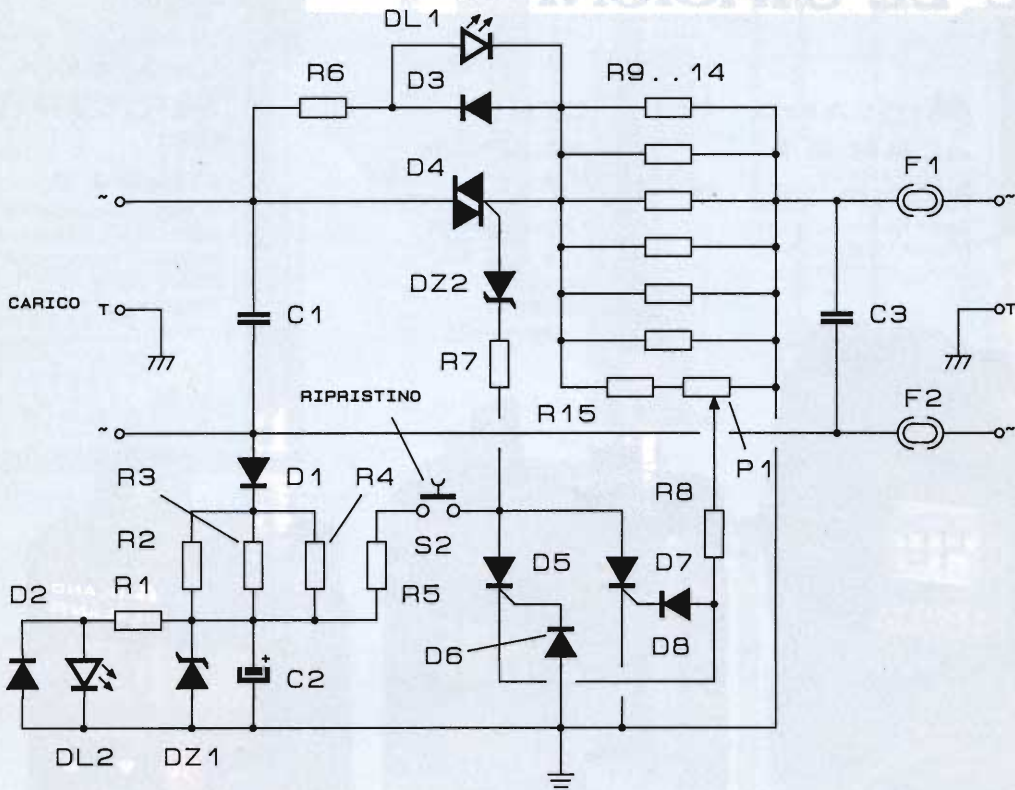 DL1
R6
D3
R9..14
D4
F1
~
~
DZ2
CARICO
T
C1
C3
T
R7
RIPRISTINO
R15
F2
~
~
P1
D1
R3
R4
R8
R2
S2
D5
D7
D2
R1
R5
D8
D6
+
C2
DL2
DZ1